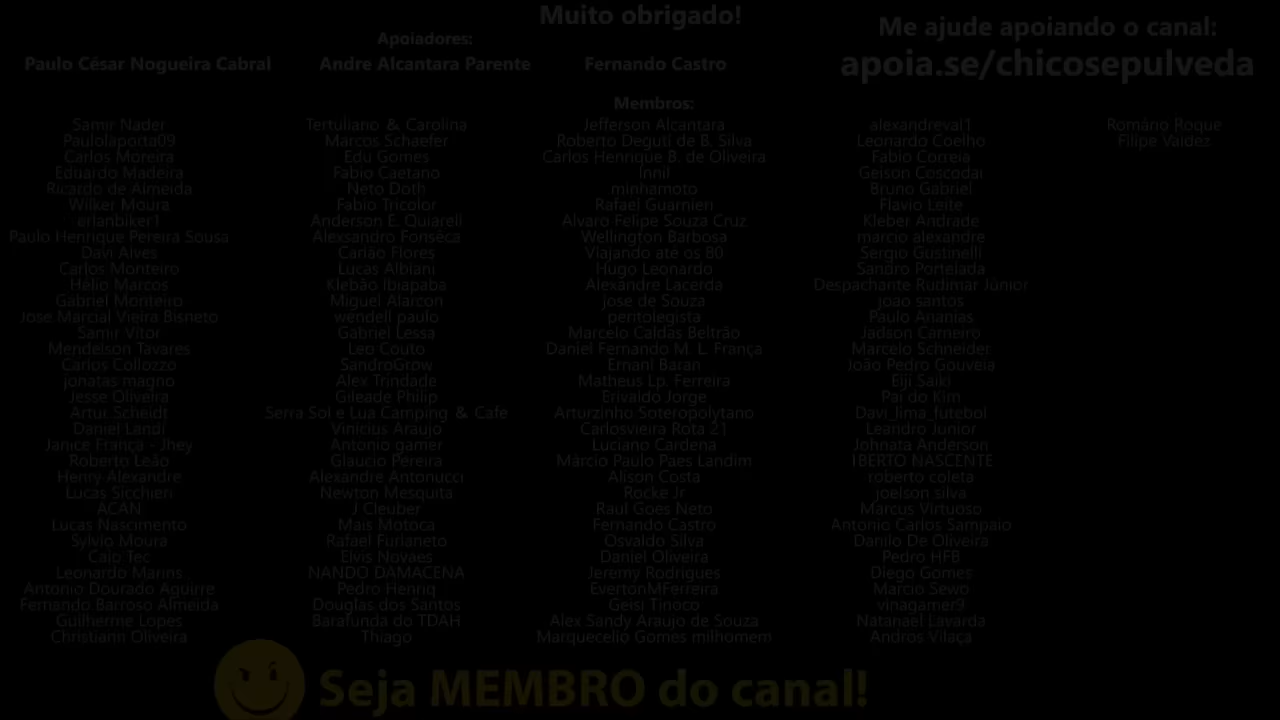 Muito obrigado!
Me ajude apoiando o canal:
apoia.se/chicosepulveda
Apoiadores:
Paulo César Nogueira Cabral
Andre Alcantara Parente
Fernando Castro
Membros:
Samir Nader
Paulolaporta09
Carlos Moreira
Eduardo Madeira
Ricardo de Almeida
Wilker Moura
erlanbiker1
Paulo Henrique Pereira Sousa
Davi Alves
Carlos Monteiro
Hélio Marcos
Gabriel Monteiro
Jose Marcial Vieira Bisneto
Samir Vitor
Mendelson Tavares
Carlos Collozzo
jonatas magno
Jesse Oliveira
Artur Scheidt
Daniel Landi
Janice França - Jhey
Roberto Leão
Henry Alexandre
Lucas Sicchieri
ACAN
Lucas Nascimento
Sylvio Moura
Caio Tec
Leonardo Marins
Antonio Dourado Aguirre
Fernando Barroso Almeida
Guilherme Lopes
Christiann Oliveira
Tertuliano & Carolina
Marcos Schaefer
Edu Gomes
Fabio Caetano
Neto Doth
Fabio Tricolor
Anderson E. Quiareli
Alexsandro Fonsêca
Carlão Flores
Lucas Albiani
Klebão Ibiapaba
Miguel Alarcon
wendell paulo
Gabriel Lessa
Leo Couto
SandroGrow
Alex Trindade
Gileade Philip
Serra Sol e Lua Camping & Cafe
Vinicius Araujo
Antonio gamer
Glaucio Pereira
Alexandre Antonucci
Newton Mesquita
J Cleuber
Mais Motoca
Rafael Furlaneto
Elvis Novaes
NANDO DAMACENA
Pedro Henriq
Douglas dos Santos
Barafunda do TDAH
Thiago
Jefferson Alcantara
Roberto Deguti de B. Silva
Carlos Henrique B. de Oliveira
Innil
minhamoto
Rafael Guarnieri
Alvaro Felipe Souza Cruz
Wellington Barbosa
Viajando até os 80
Hugo Leonardo
Alexandre Lacerda
jose de Souza
peritolegista
Marcelo Caldas Beltrão
Daniel Fernando M. L. França
Ernani Baran
Matheus Lp. Ferreira
Erivaldo Jorge
Arturzinho Soteropolytano
Carlosvieira Rota 21
Luciano Cardena
Márcio Paulo Paes Landim
Alison Costa
Rocke Jr
Raul Goes Neto
Fernando Castro
Osvaldo Silva
Daniel Oliveira
Jeremy Rodrigues
EvertonMFerreira
Geisi Tinoco
Alex Sandy Araujo de Souza
Marquecelio Gomes milhomem
alexandreval1
Leonardo Coelho
Fabio Correia
Geison Coscodai
Bruno Gabriel
Flavio Leite
Kleber Andrade
marcio alexandre
Sergio Gustinelli
Sandro Portelada
Despachante Rudimar Júnior
joao santos
Paulo Ananias
Jadson Carneiro
Marcelo Schneider
João Pedro Gouveia
Eiji Saiki
Pai do Kim
Davi_lima_futebol
Leandro Junior
Johnata Anderson
IBERTO NASCENTE
roberto coleta
joelson silva
Marcus Virtuoso
Antonio Carlos Sampaio
Danilo De Oliveira
Pedro HFB
Diego Gomes
Marcio Sewo
vinagamer9
Natanael Lavarda
Andros Vilaça
Romário Roque
Filipe Valdez
Seja MEMBRO do canal!